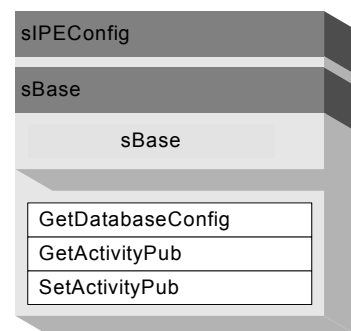 sIPEConfig
sBase
sBase
GetDatabaseConfig
GetActivityPub
SetActivityPub